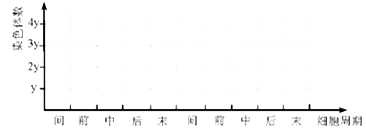 染色体数
4y
3y
2y
y
间 前 中 后 末 间 前 中 后 末 细胞周期